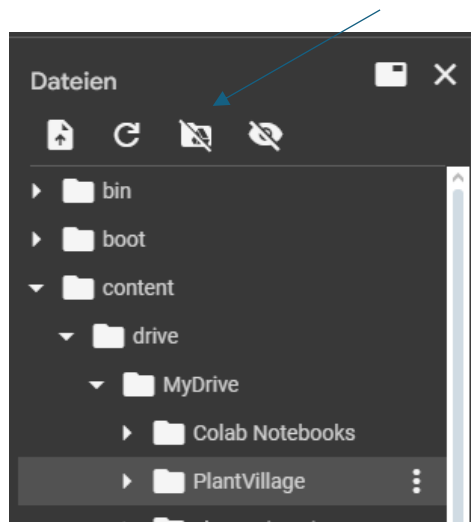 Dateien
bin
boot
content
drive
MyDrive
Colab Notebooks
PlantVillage